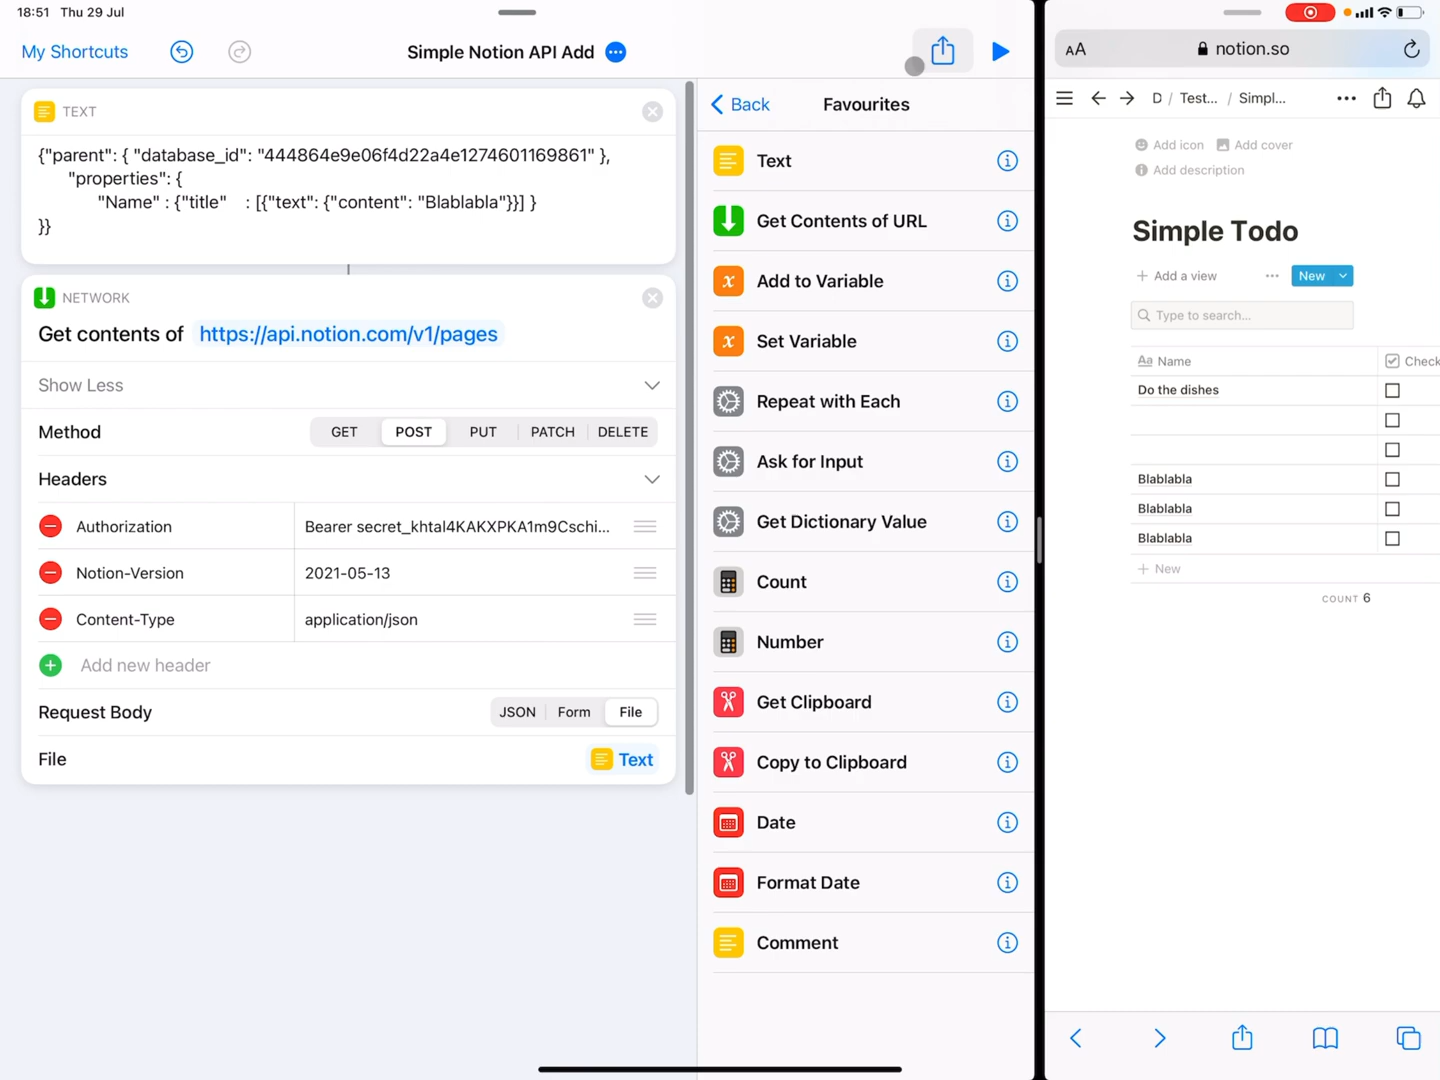 18:51 Thu 29 Jul
My Shortcuts
Simple Notion API Add
TEXT
{"parent": { "database_id": "444864e9e06f4d22a4e1274601169861" },
"properties": {
"Name" : {"title" : [{"text": {"content": "Blablabla"}}] }
}}
NETWORK
Get contents of https://api.notion.com/v1/pages
Show Less
Method GET POST PUT PATCH DELETE
Headers
Authorization Bearer secret_khtal4KAKXPKA1m9Cschi...
Notion-Version 2021-05-13
Content-Type application/json
Add new header
Request Body JSON Form File
File Text
Back Favourites
Text
Get Contents of URL
Add to Variable
Set Variable
Repeat with Each
Ask for Input
Get Dictionary Value
Count
Number
Get Clipboard
Copy to Clipboard
Date
Format Date
Comment
AA notion.so
D / Test... / Simpl...
Add icon Add cover
Add description
Simple Todo
Add a view New
Type to search...
Aa Name Check
Do the dishes
Blablabla
Blablabla
Blablabla
+ New
COUNT 6